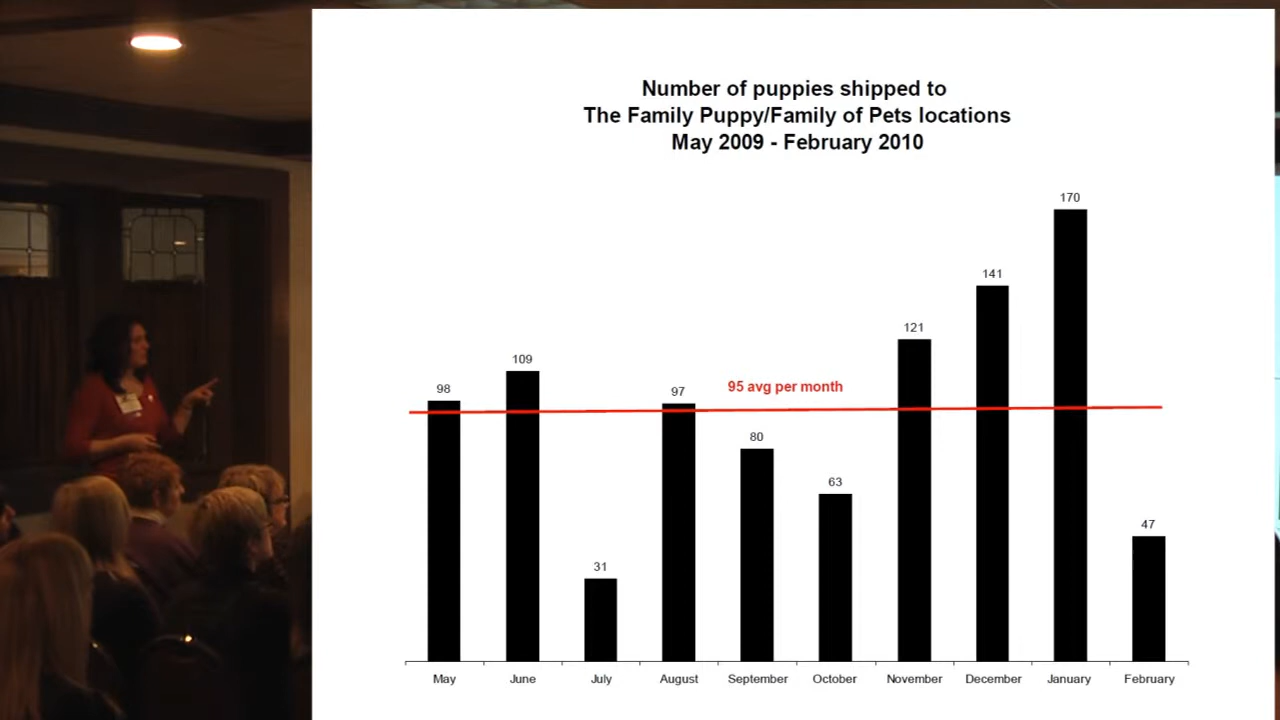 Number of puppies shipped to
The Family Puppy/Family of Pets locations
May 2009 - February 2010
170
141
121
109
98
97
95 avg per month
80
63
47
31
May June July August September October November December January February